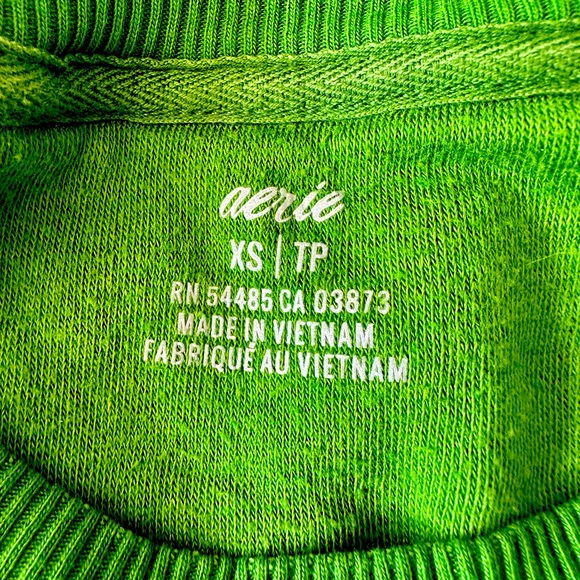 aerie
XS | TP
RN 54485 CA 03873
MADE IN VIETNAM
FABRIQUÉ AU VIETNAM